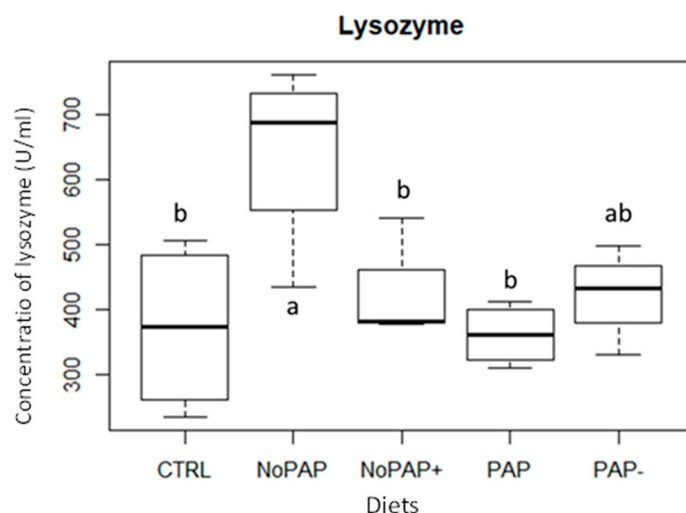 Lysozyme
Concentratio of lysozyme (U/ml)
700
600
500
400
300
b
a
b
b
ab
CTRL NoPAP NoPAP+ PAP PAP-
Diets